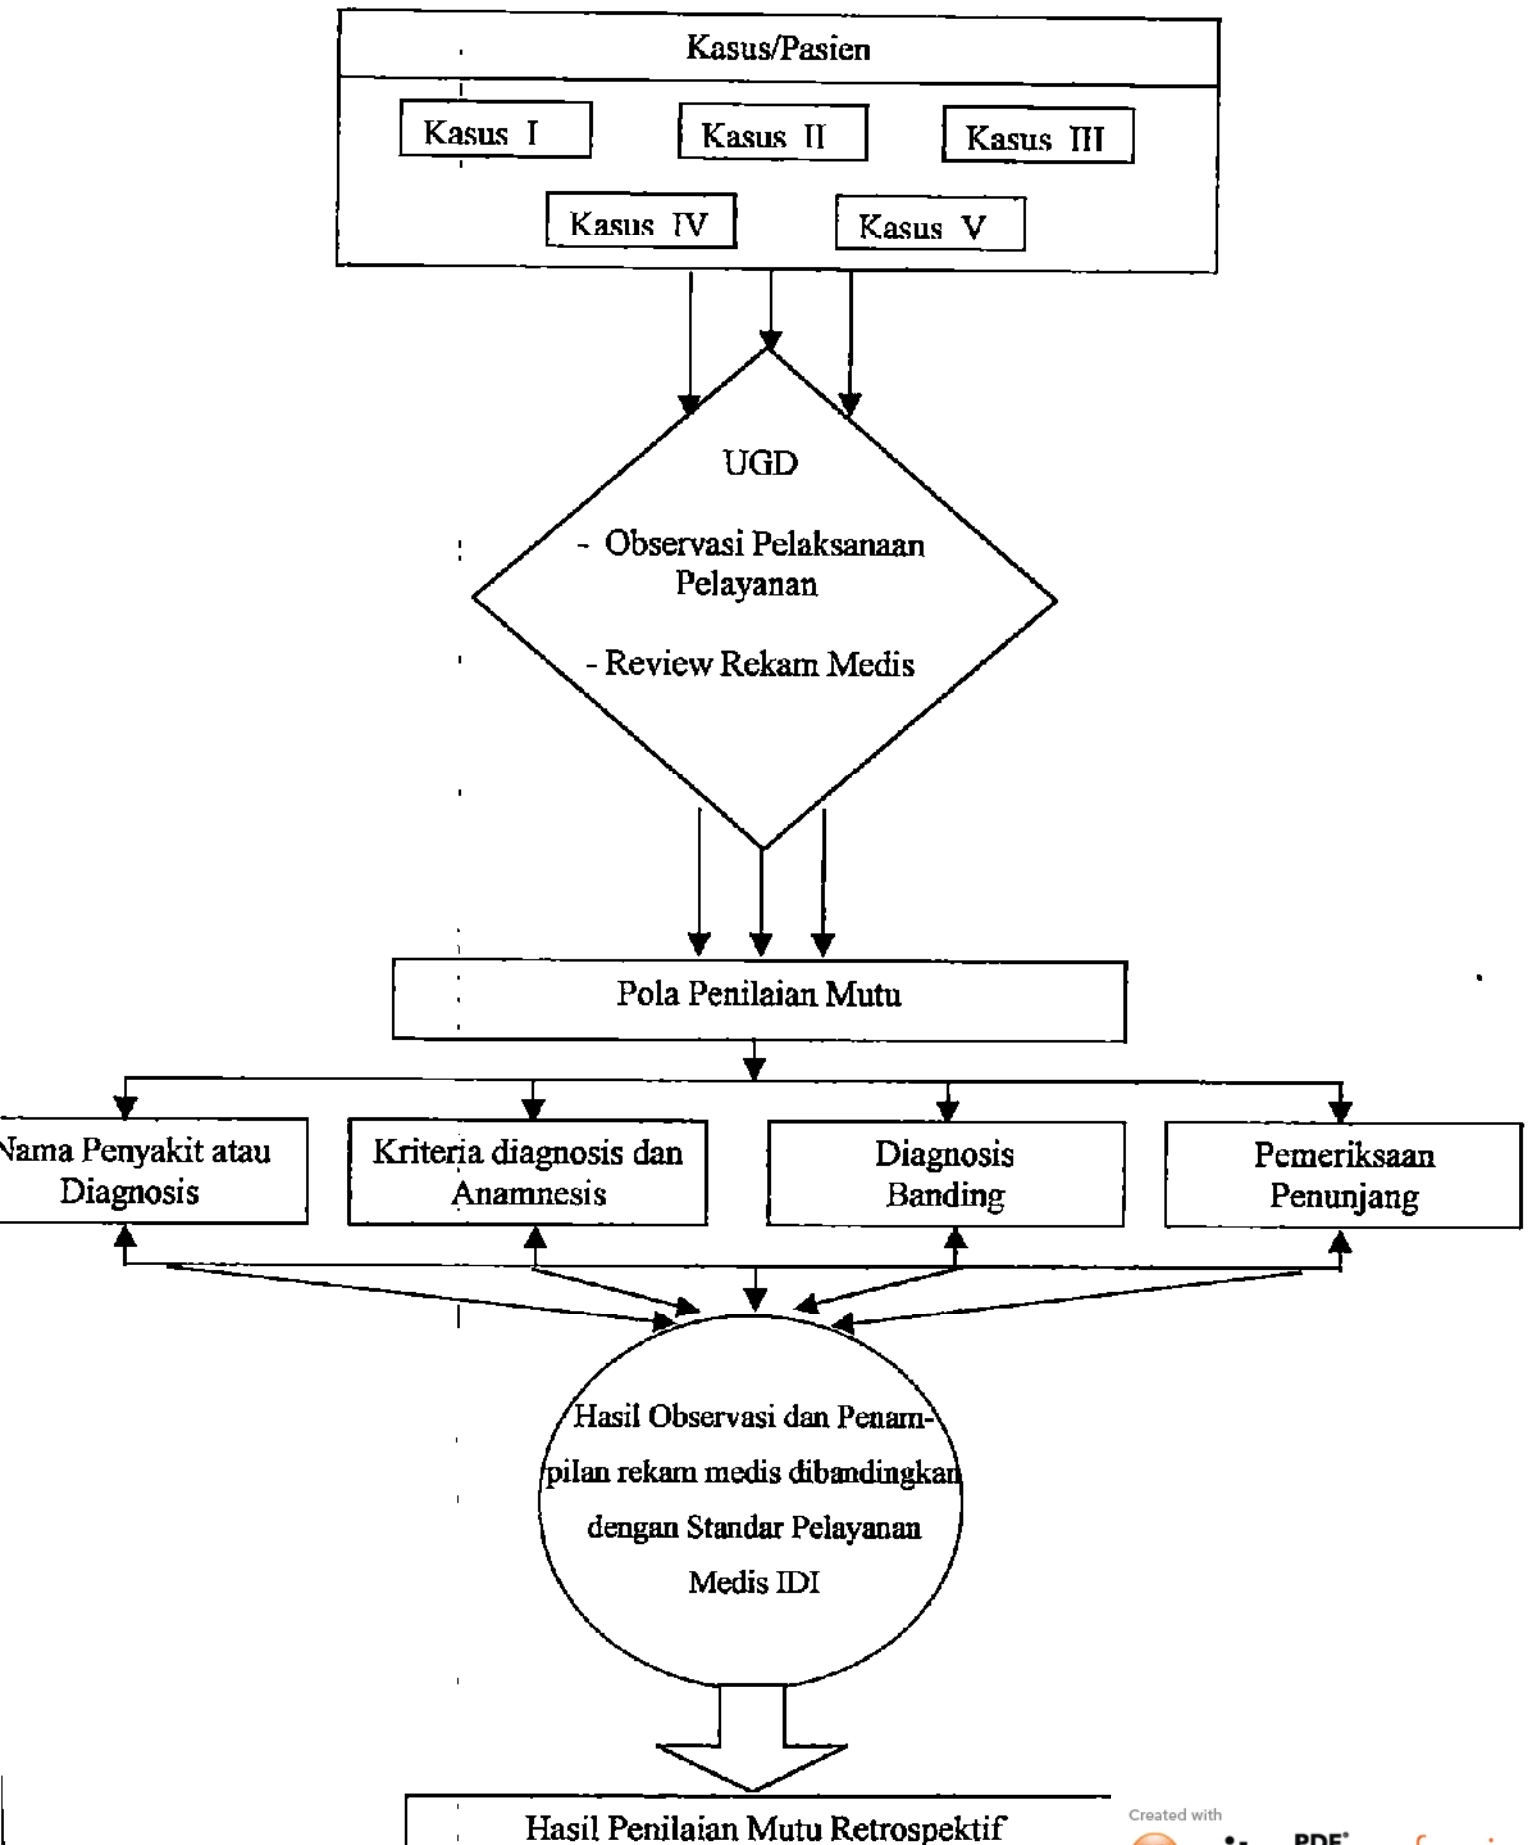 Kasus/Pasien
Kasus I
Kasus II
Kasus III
Kasus IV
Kasus V
UGD
- Observasi Pelaksanaan
Pelayanan
- Review Rekam Medis
Pola Penilaian Mutu
Nama Penyakit atau
Diagnosis
Kriteria diagnosis dan
Anamnesis
Diagnosis
Banding
Pemeriksaan
Penunjang
Hasil Observasi dan Penam-
pilan rekam medis dibandingkan
dengan Standar Pelayanan
Medis IDI
Hasil Penilaian Mutu Retrospektif
Created with
PDF